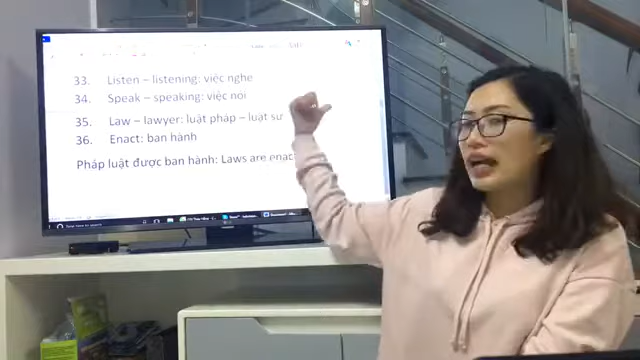 33. Listen – listening: việc nghe
34. Speak – speaking: việc nói
35. Law – lawyer: luật pháp – luật sư
36. Enact: ban hành
Pháp luật được ban hành: Laws are enac